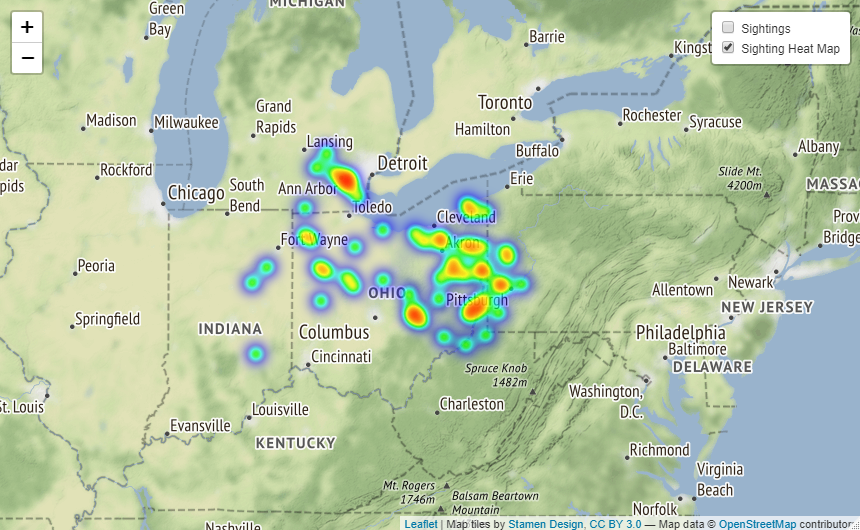 +
−
Sightings
Sighting Heat Map
MICHIGAN
Green
Bay
Barrie
Kingst
Madison
Milwaukee
Grand
Rapids
Toronto
Hamilton
Rochester
Syracuse
Lansing
Detroit
Buffalo
Albany
dar
pids
Rockford
Chicago
South
Bend
Ann Arbor
Toledo
Erie
Slide Mt.
4200m
MASSA
Cleveland
Prov
Bridge
Fort Wayne
Akron
Peoria
OHIO
Pittsburgh
Allentown
Newark
NEW JERSEY
Springfield
INDIANA
Columbus
Philadelphia
Baltimore
DELAWARE
Cincinnati
Spruce Knob
1482m
Washington,
D.C.
St. Louis
Louisville
Charleston
Evansville
KENTUCKY
Richmond
Virginia
Beach
Mt. Rogers
1746m
Balsam Beartown
Mountain
Norfolk
Nashville
Leaflet | Map tiles by Stamen Design, CC BY 3.0 — Map data © OpenStreetMap contributor